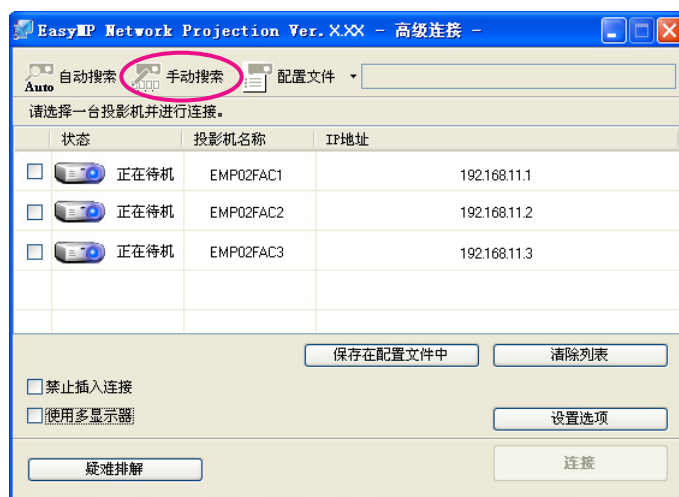 EasyMP Network Projection Ver.X.XX - 高级连接 -
Auto 自动搜索 手动搜索 配置文件
请选择一台投影机并进行连接。
状态 投影机名称 IP地址
正在待机 EMP02FAC1 192.168.11.1
正在待机 EMP02FAC2 192.168.11.2
正在待机 EMP02FAC3 192.168.11.3
保存在配置文件中 清除列表
禁止插入连接
使用多显示器 设置选项
疑难排解 连接